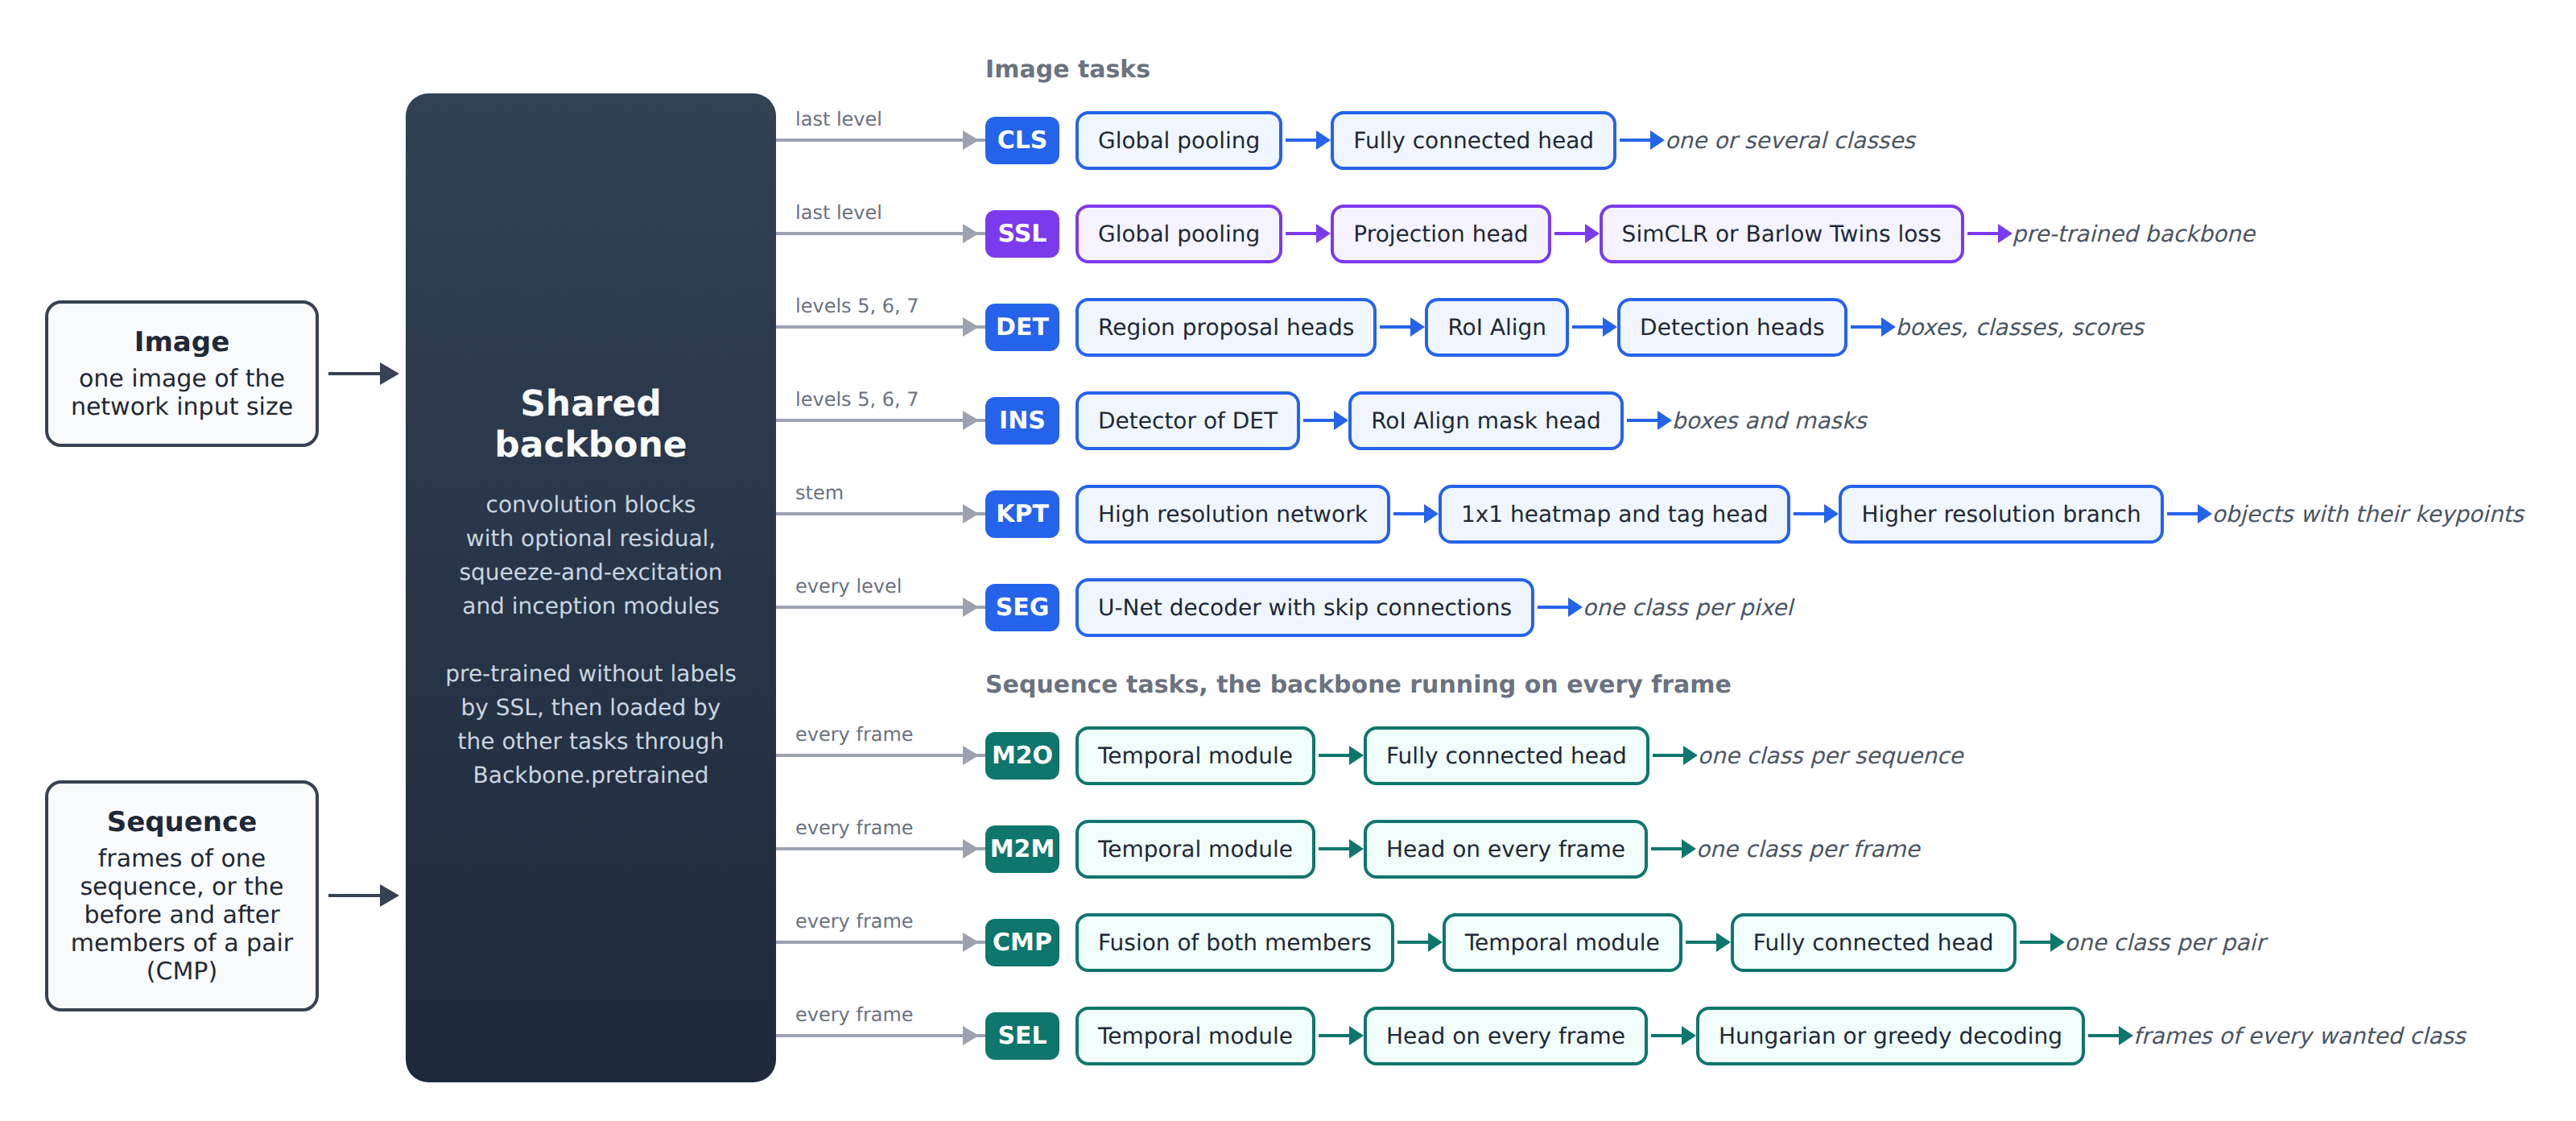 Image
one image of the
network input size
Sequence
frames of one
sequence, or the
before and after
members of a pair
(CMP)
Shared
backbone
convolution blocks
with optional residual,
squeeze-and-excitation
and inception modules
pre-trained without labels
by SSL, then loaded by
the other tasks through
Backbone.pretrained
Image tasks
last level
CLS Global pooling Fully connected head one or several classes
last level
SSL Global pooling Projection head SimCLR or Barlow Twins loss pre-trained backbone
levels 5, 6, 7
DET Region proposal heads RoI Align Detection heads boxes, classes, scores
levels 5, 6, 7
INS Detector of DET RoI Align mask head boxes and masks
stem
KPT High resolution network 1x1 heatmap and tag head Higher resolution branch objects with their keypoints
every level
SEG U-Net decoder with skip connections one class per pixel
Sequence tasks, the backbone running on every frame
every frame
M2O Temporal module Fully connected head one class per sequence
every frame
M2M Temporal module Head on every frame one class per frame
every frame
CMP Fusion of both members Temporal module Fully connected head one class per pair
every frame
SEL Temporal module Head on every frame Hungarian or greedy decoding frames of every wanted class